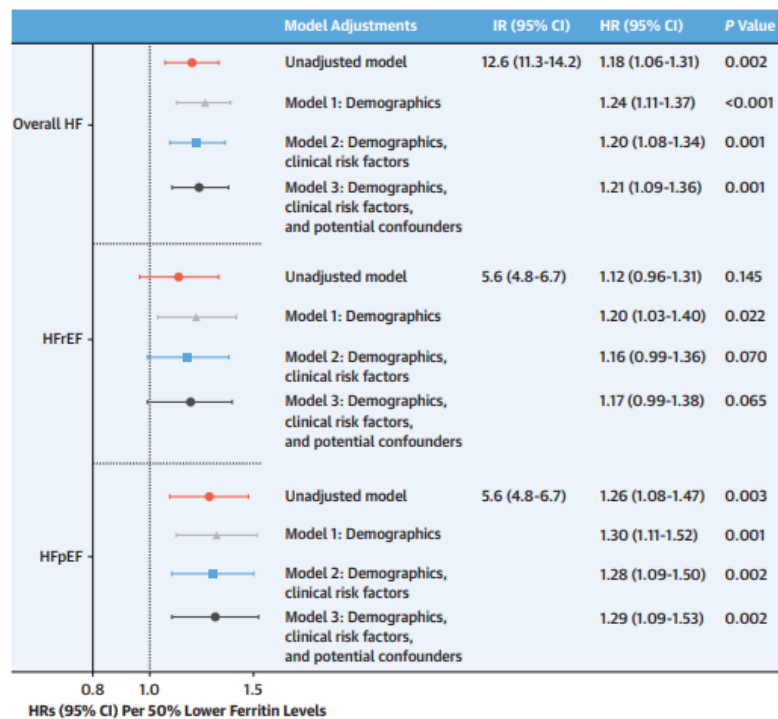 Model Adjustments IR (95% CI) HR (95% CI) P Value
Overall HF
Unadjusted model 12.6 (11.3-14.2) 1.18 (1.06-1.31) 0.002
Model 1: Demographics 1.24 (1.11-1.37) <0.001
Model 2: Demographics, 1.20 (1.08-1.34) 0.001
clinical risk factors
Model 3: Demographics, 1.21 (1.09-1.36) 0.001
clinical risk factors,
and potential confounders
HFrEF
Unadjusted model 5.6 (4.8-6.7) 1.12 (0.96-1.31) 0.145
Model 1: Demographics 1.20 (1.03-1.40) 0.022
Model 2: Demographics, 1.16 (0.99-1.36) 0.070
clinical risk factors
Model 3: Demographics, 1.17 (0.99-1.38) 0.065
clinical risk factors,
and potential confounders
HFpEF
Unadjusted model 5.6 (4.8-6.7) 1.26 (1.08-1.47) 0.003
Model 1: Demographics 1.30 (1.11-1.52) 0.001
Model 2: Demographics, 1.28 (1.09-1.50) 0.002
clinical risk factors
Model 3: Demographics, 1.29 (1.09-1.53) 0.002
clinical risk factors,
and potential confounders
0.8 1.0 1.5
HRs (95% CI) Per 50% Lower Ferritin Levels